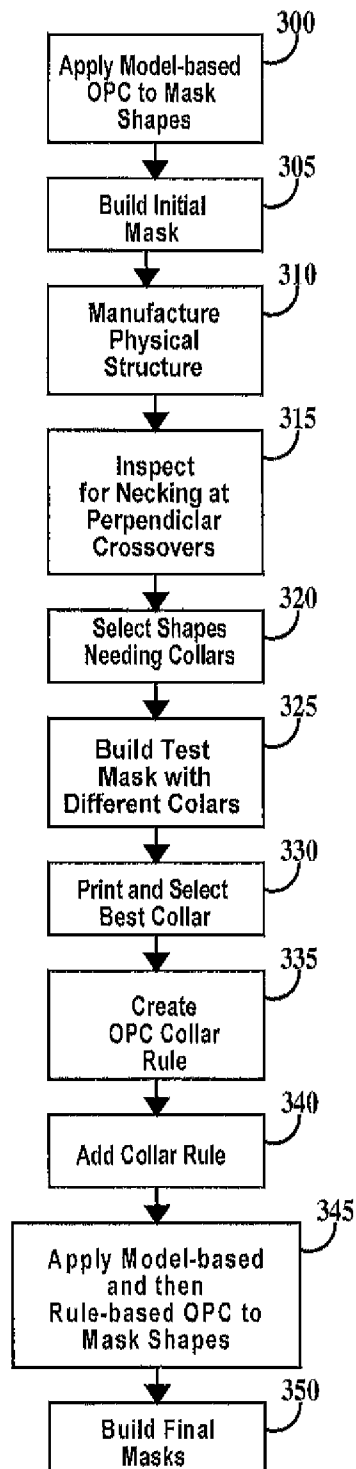 300
Apply Model-based
OPC to Mask
Shapes
305
Build Initial
Mask
310
Manufacture
Physical
Structure
315
Inspect
for Necking at
Perpendiclar
Crossovers
320
Select Shapes
Needing Collars
325
Build Test
Mask with
Different Colars
330
Print and Select
Best Collar
335
Create
OPC Collar
Rule
340
Add Collar Rule
345
Apply Model-based
and then
Rule-based OPC to
Mask Shapes
350
Build Final
Masks